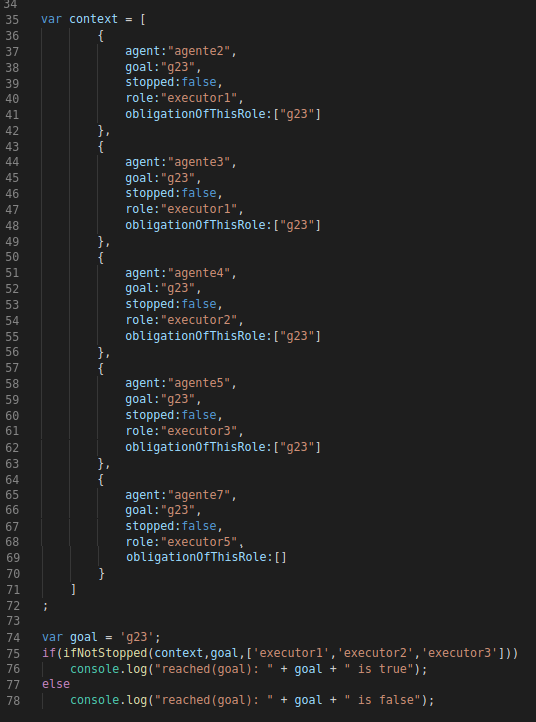 34
35 var context = [
36 {
37 agent:"agente2",
38 goal:"g23",
39 stopped:false,
40 role:"executor1",
41 obligationOfThisRole:["g23"]
42 },
43 {
44 agent:"agente3",
45 goal:"g23",
46 stopped:false,
47 role:"executor1",
48 obligationOfThisRole:["g23"]
49 },
50 {
51 agent:"agente4",
52 goal:"g23",
53 stopped:false,
54 role:"executor2",
55 obligationOfThisRole:["g23"]
56 },
57 {
58 agent:"agente5",
59 goal:"g23",
60 stopped:false,
61 role:"executor3",
62 obligationOfThisRole:["g23"]
63 },
64 {
65 agent:"agente7",
66 goal:"g23",
67 stopped:false,
68 role:"executor5",
69 obligationOfThisRole:[]
70 }
71 ]
72 ;
73
74 var goal = 'g23';
75 if(ifNotStopped(context,goal,['executor1','executor2','executor3']))
76 console.log("reached(goal): " + goal + " is true");
77 else
78 console.log("reached(goal): " + goal + " is false");